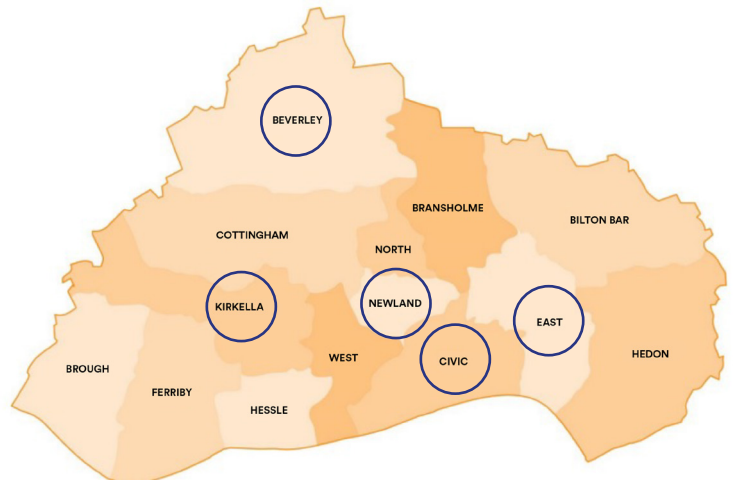 BEVERLEY
BRANSHOLME
BILTON BAR
COTTINGHAM
NORTH
KIRKELLA
NEWLAND
EAST
WEST
CIVIC
HEDON
BROUGH
FERRIBY
HESSLE